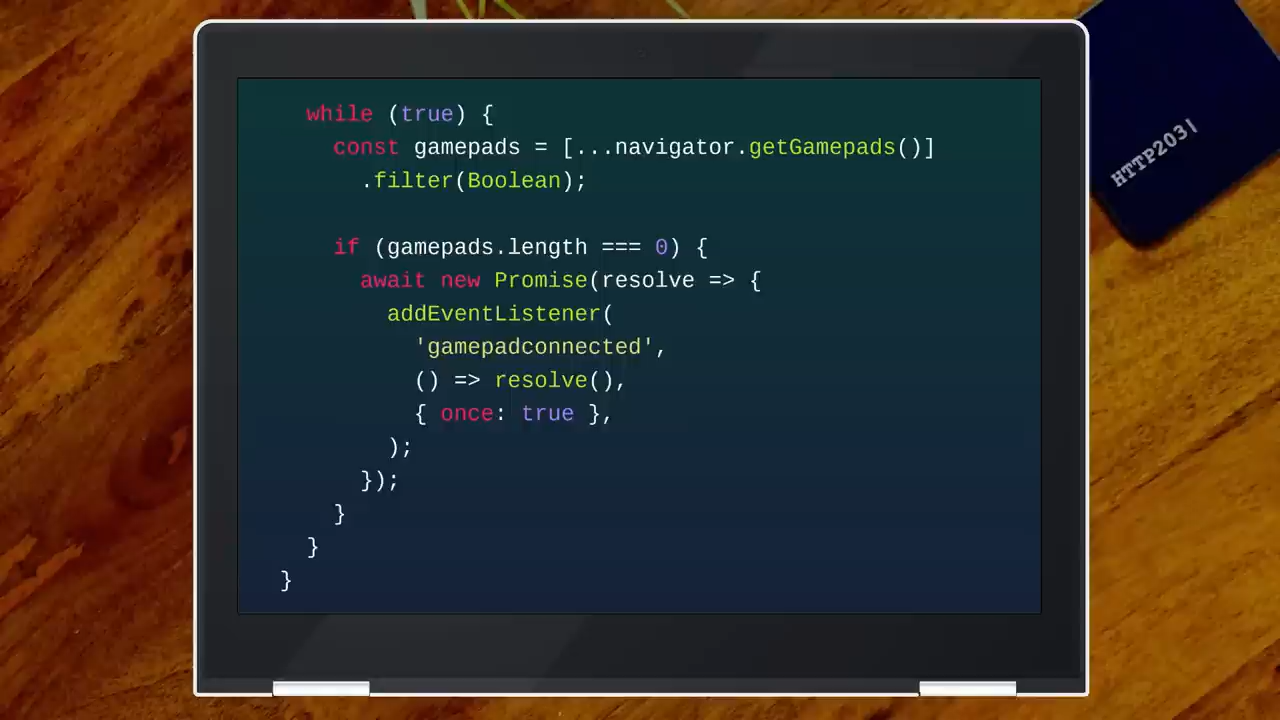 while (true) {
const gamepads = [...navigator.getGamepads()]
.filter(Boolean);
if (gamepads.length === 0) {
await new Promise(resolve => {
addEventListener(
'gamepadconnected',
() => resolve(),
{ once: true },
);
});
}
}
}
HTTP203|